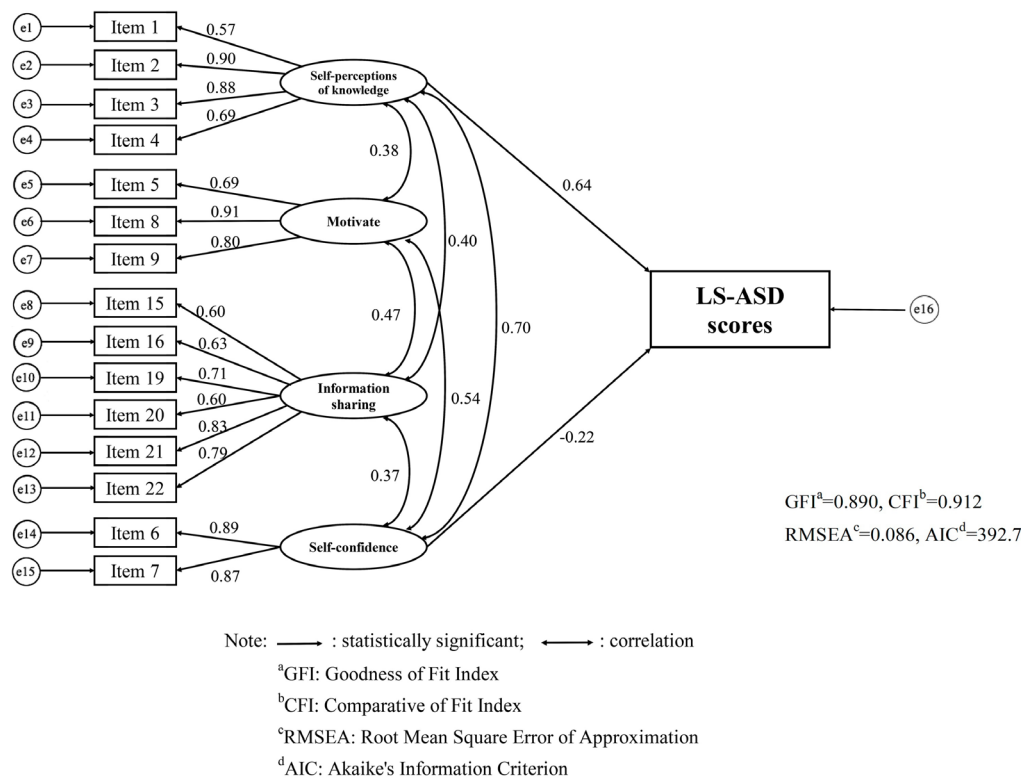 e1
Item 1
0.57
e2
Item 2
0.90
e3
Item 3
0.88
e4
Item 4
0.69
Self-perceptions
of knowledge
0.38
0.64
e5
Item 5
0.69
e6
Item 8
0.91
e7
Item 9
0.80
Motivate
0.40
0.47
0.70
0.54
LS-ASD
scores
e16
e8
Item 15
0.60
e9
Item 16
0.63
e10
Item 19
0.71
e11
Item 20
0.60
e12
Item 21
0.83
e13
Item 22
0.79
Information
sharing
0.37
-0.22
e14
Item 6
0.89
e15
Item 7
0.87
Self-confidence
GFIa=0.890, CFIb=0.912
RMSEAc=0.086, AICd=392.7
Note: : statistically significant; : correlation
aGFI: Goodness of Fit Index
bCFI: Comparative of Fit Index
cRMSEA: Root Mean Square Error of Approximation
dAIC: Akaike's Information Criterion